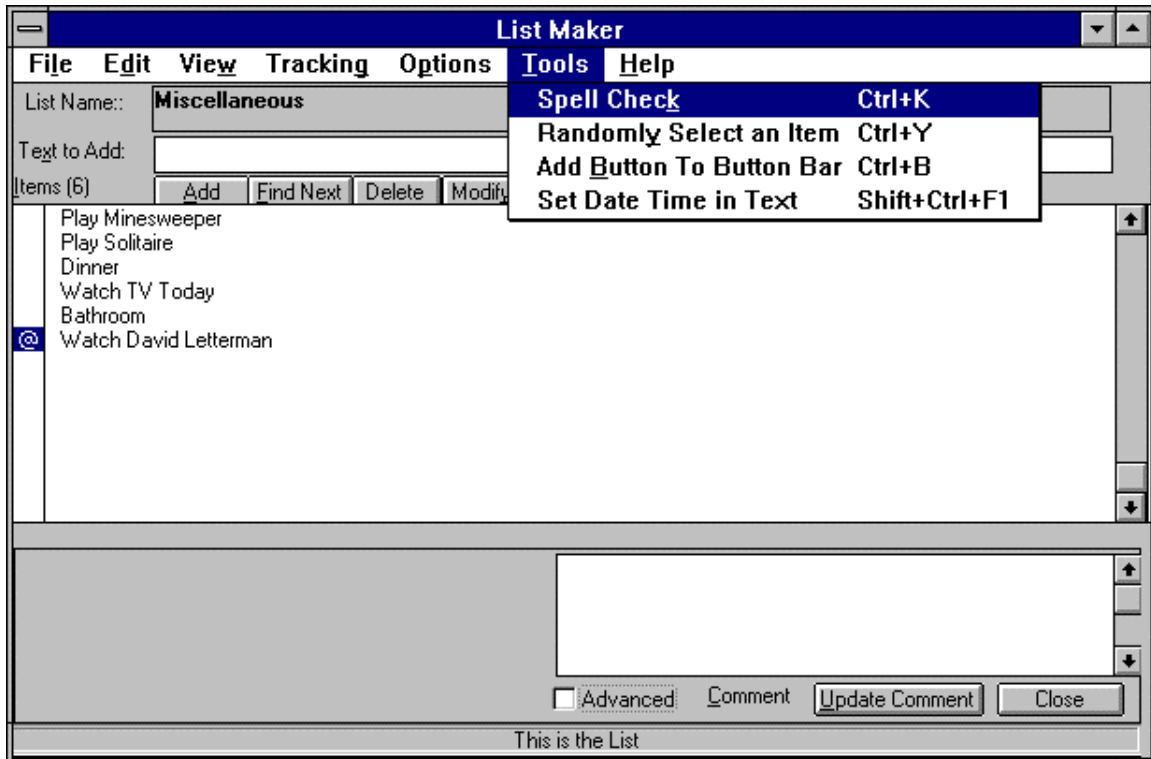 List Maker
File Edit View Tracking Options Tools Help
List Name:: Miscellaneous
Spell Check Ctrl+K
Randomly Select an Item Ctrl+Y
Add Button To Button Bar Ctrl+B
Set Date Time in Text Shift+Ctrl+F1
Text to Add:
Items (6) Add Find Next Delete Modify
Play Minesweeper
Play Solitaire
Dinner
Watch TV Today
Bathroom
@ Watch David Letterman
Advanced Comment Update Comment Close
This is the List